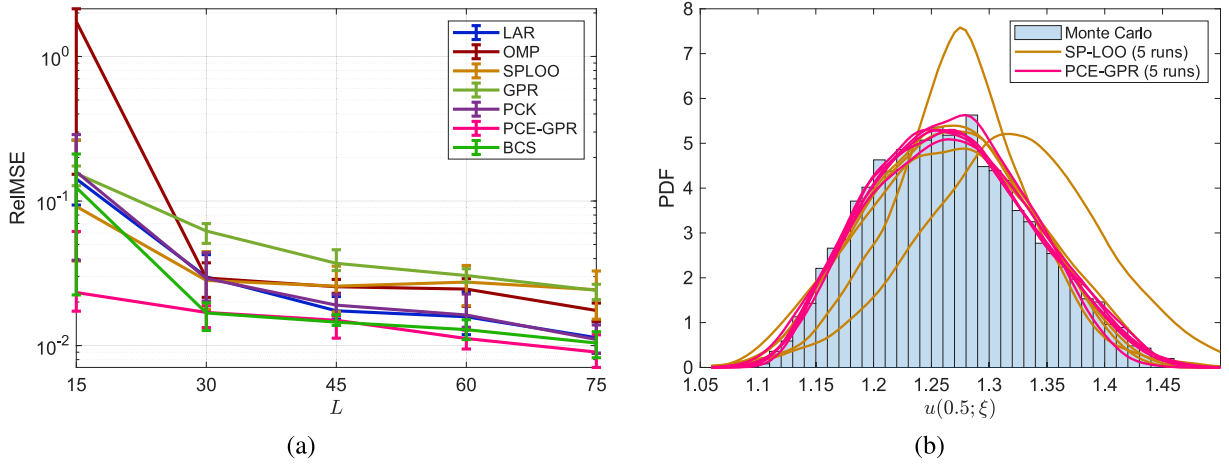 10^0
10^-1
10^-2
RelMSE
15
30
45
60
75
L
LAR
OMP
SPLOO
GPR
PCK
PCE-GPR
BCS
(a)
8
7
6
5
4
3
2
1
0
PDF
1.05
1.1
1.15
1.2
1.25
1.3
1.35
1.4
1.45
u(0.5; ξ)
Monte Carlo
SP-LOO (5 runs)
PCE-GPR (5 runs)
(b)